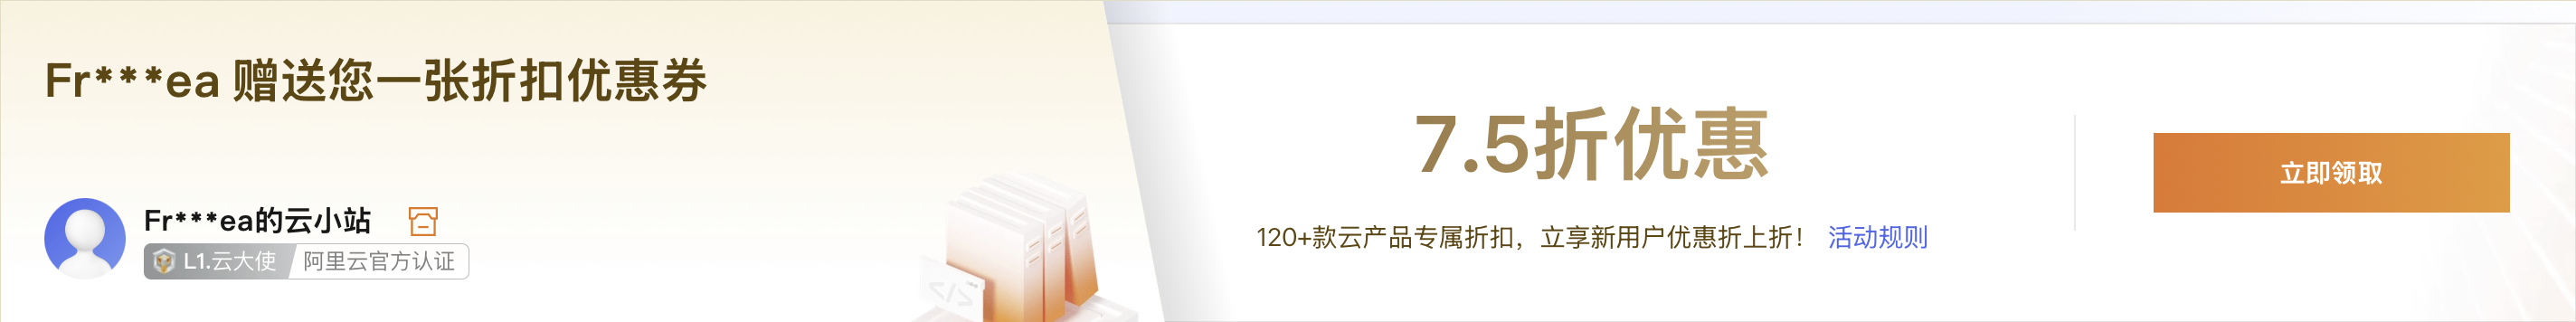 Fr***ea 赠送您一张折扣优惠券
Fr***ea的云小站
L1.云大使 阿里云官方认证
</>
7.5折优惠
120+款云产品专属折扣，立享新用户优惠折上折！ 活动规则
立即领取